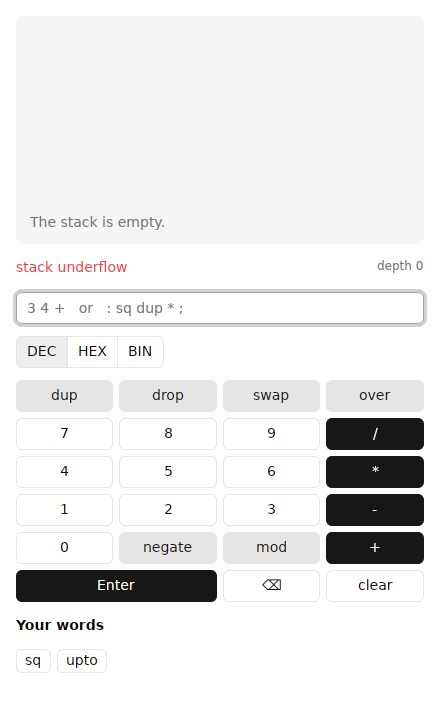 The stack is empty.
stack underflow depth 0
3 4 + or : sq dup * ;
DEC HEX BIN
dup drop swap over
7 8 9 /
4 5 6 *
1 2 3 -
0 negate mod +
Enter ⌫ clear
Your words
sq upto